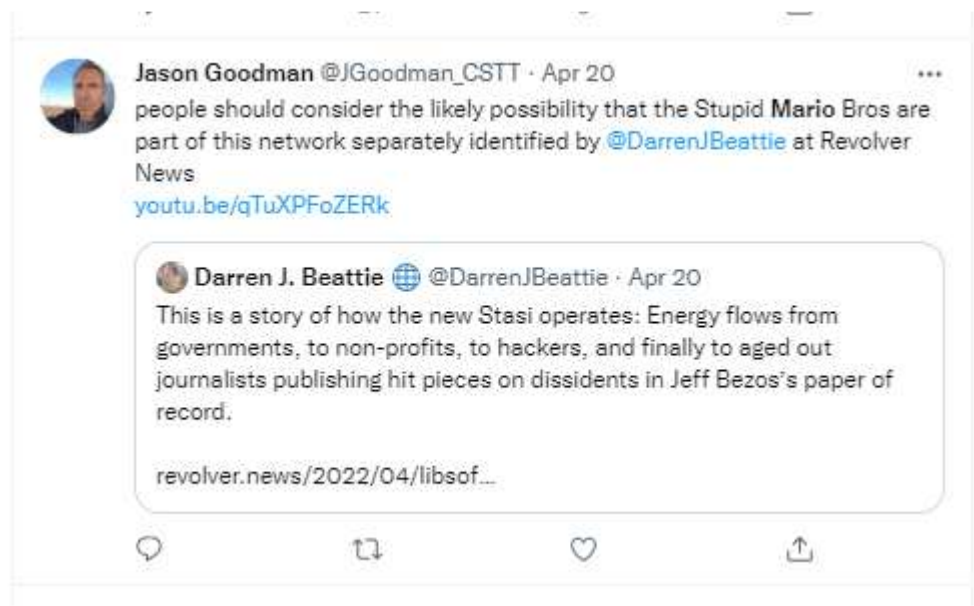 Jason Goodman @JGoodman_CSTT · Apr 20
people should consider the likely possibility that the Stupid Mario Bros are
part of this network separately identified by @DarrenJBeattie at Revolver
News
youtu.be/qTuXPFoZERk
Darren J. Beattie @DarrenJBeattie · Apr 20
This is a story of how the new Stasi operates: Energy flows from
governments, to non-profits, to hackers, and finally to aged out
journalists publishing hit pieces on dissidents in Jeff Bezos's paper of
record.
revolver.news/2022/04/libsof...